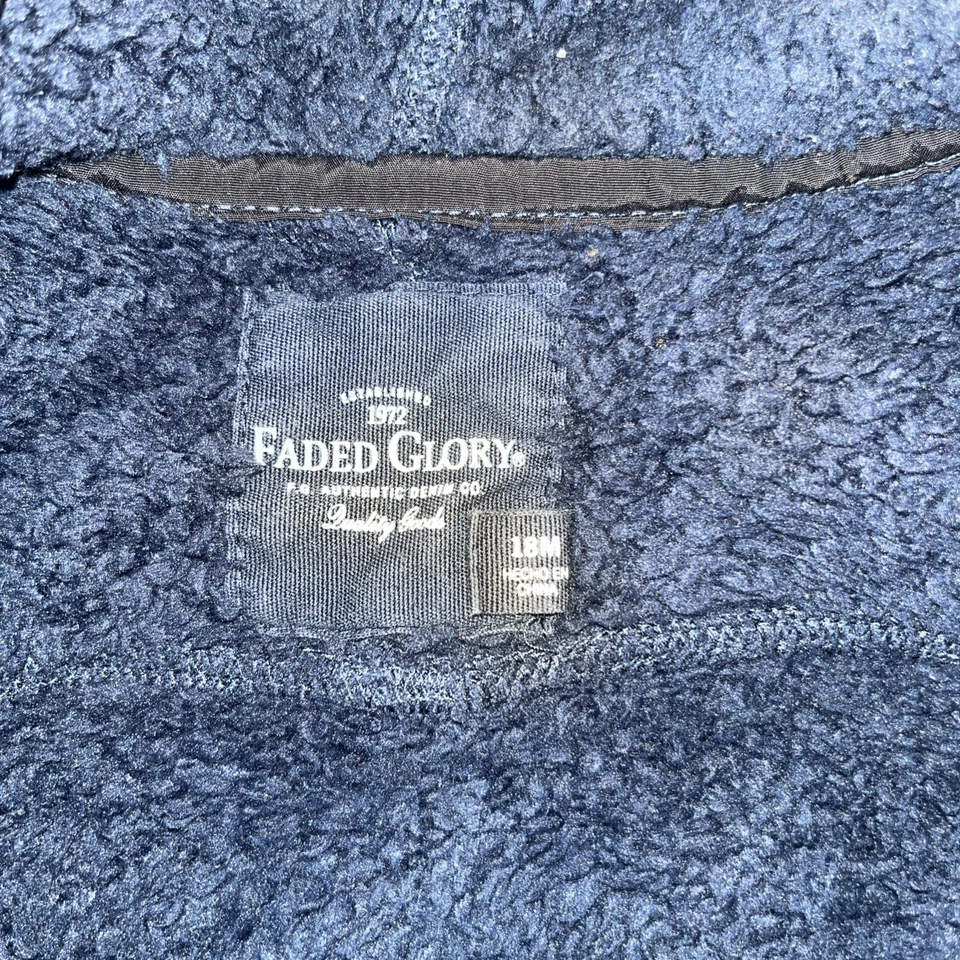 ESTABLISHED
1972
FADED GLORY®
F.G. AUTHENTIC DENIM CO.
Quality Goods
18M
HECHO EN
CHINA